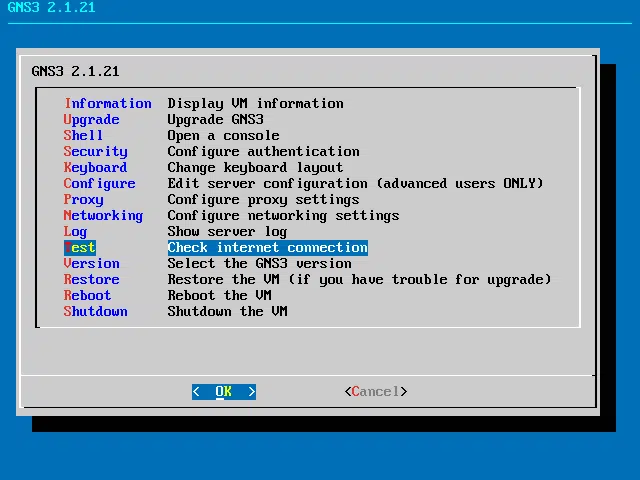 GNS3 2.1.21
GNS3 2.1.21
Information Display VM information
Upgrade Upgrade GNS3
Shell Open a console
Security Configure authentication
Keyboard Change keyboard layout
Configure Edit server configuration (advanced users ONLY)
Proxy Configure proxy settings
Networking Configure networking settings
Log Show server log
Test Check internet connection
Version Select the GNS3 version
Restore Restore the VM (if you have trouble for upgrade)
Reboot Reboot the VM
Shutdown Shutdown the VM
< OK > <Cancel>